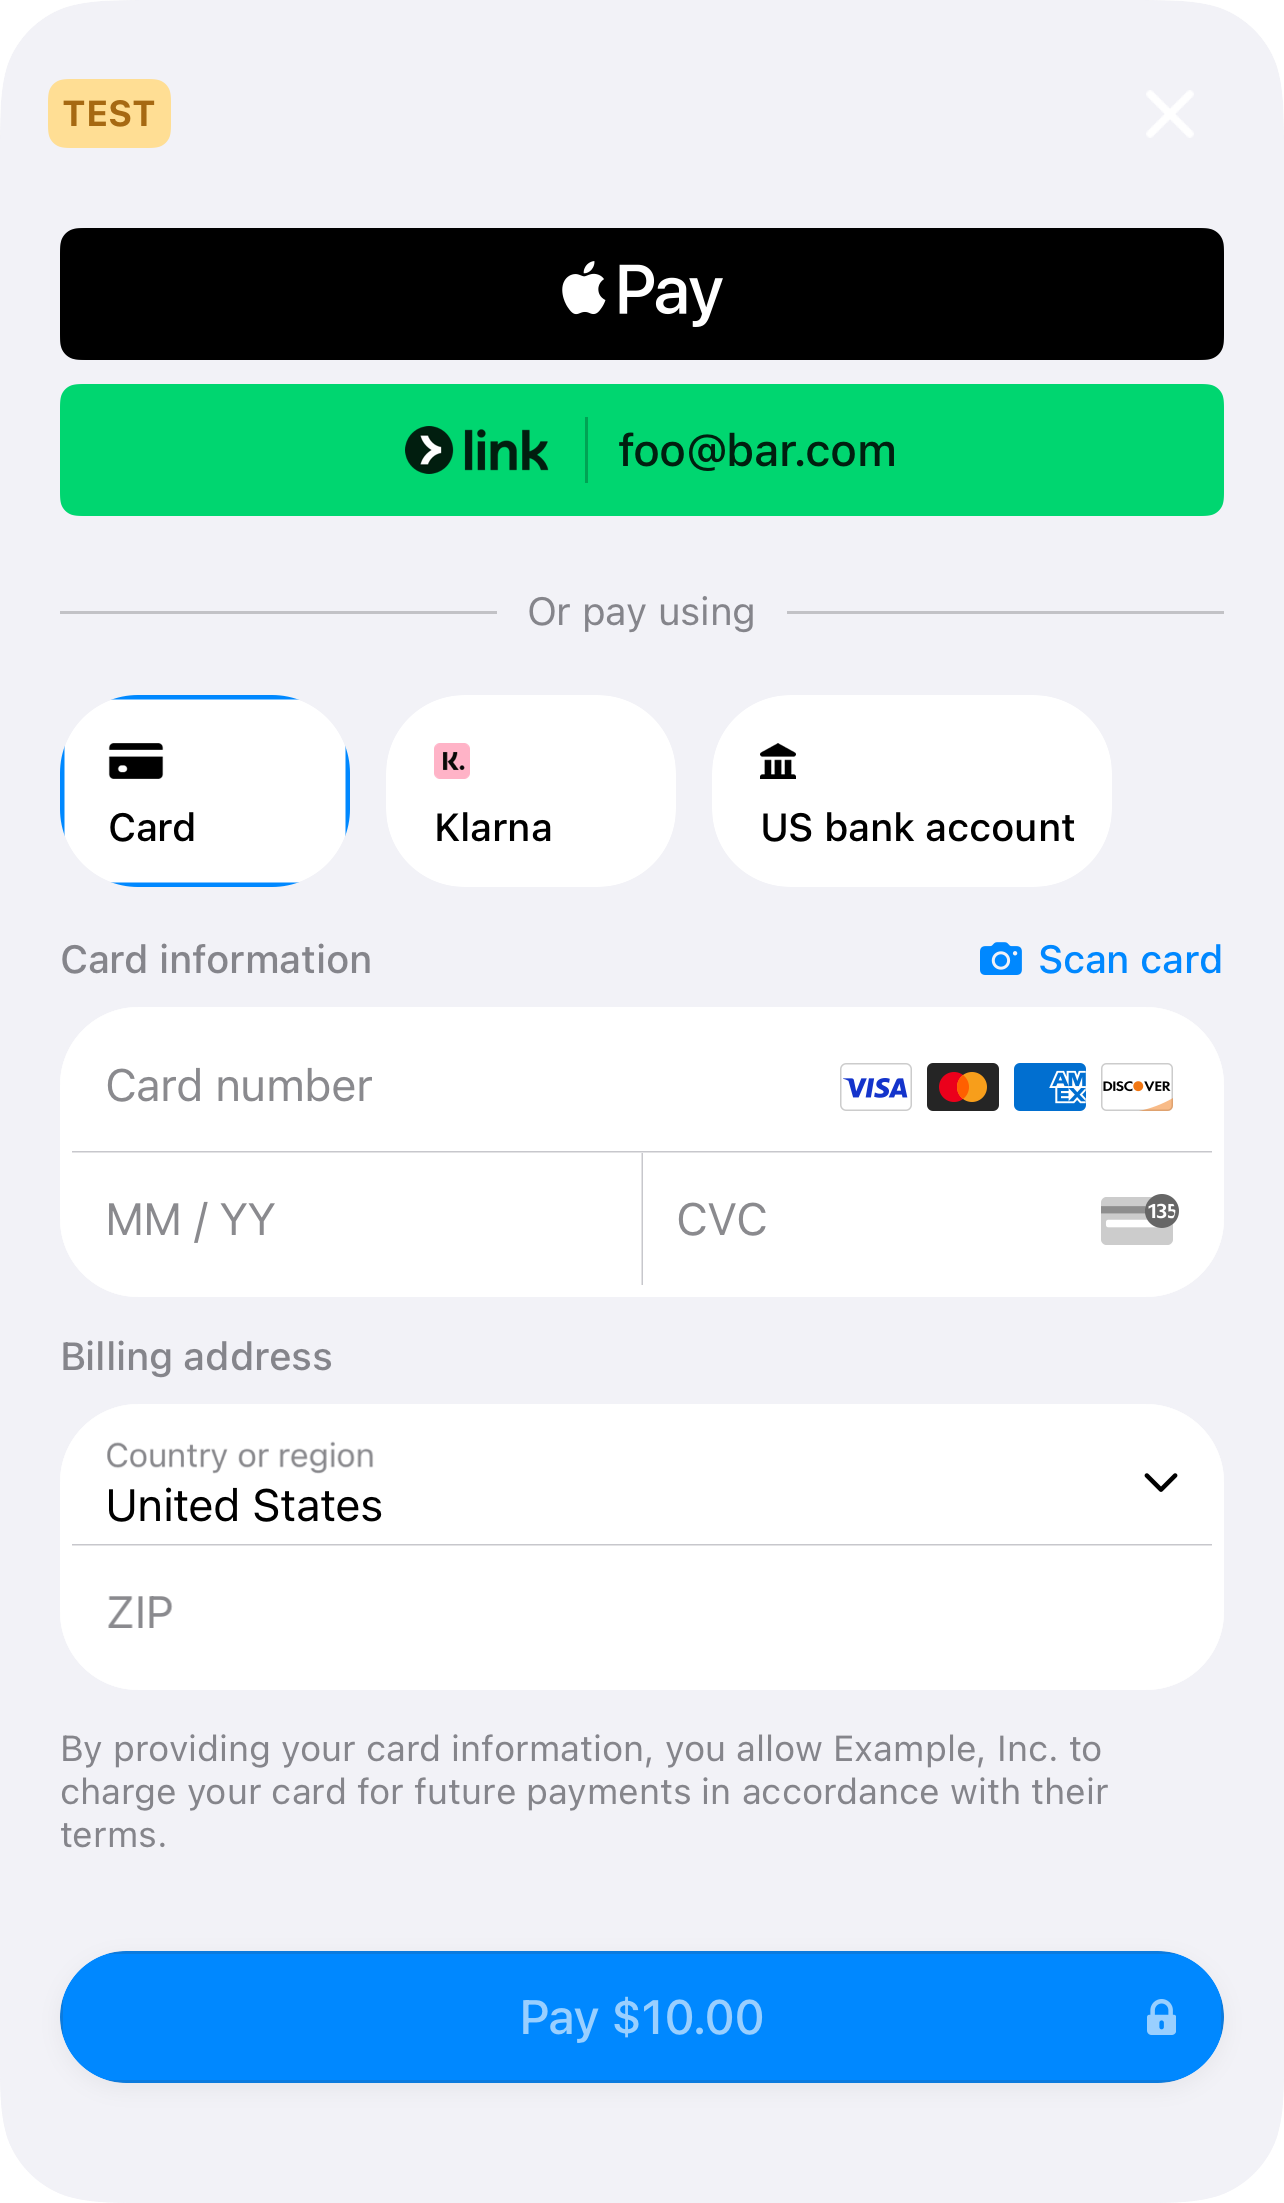 TEST
Pay
link foo@bar.com
Or pay using
K.
Card Klarna US bank account
Card information Scan card
Card number VISA AMEX DISCOVER
MM / YY CVC 135
Billing address
Country or region
United States
ZIP
By providing your card information, you allow Example, Inc. to
charge your card for future payments in accordance with their
terms.
Pay $10.00